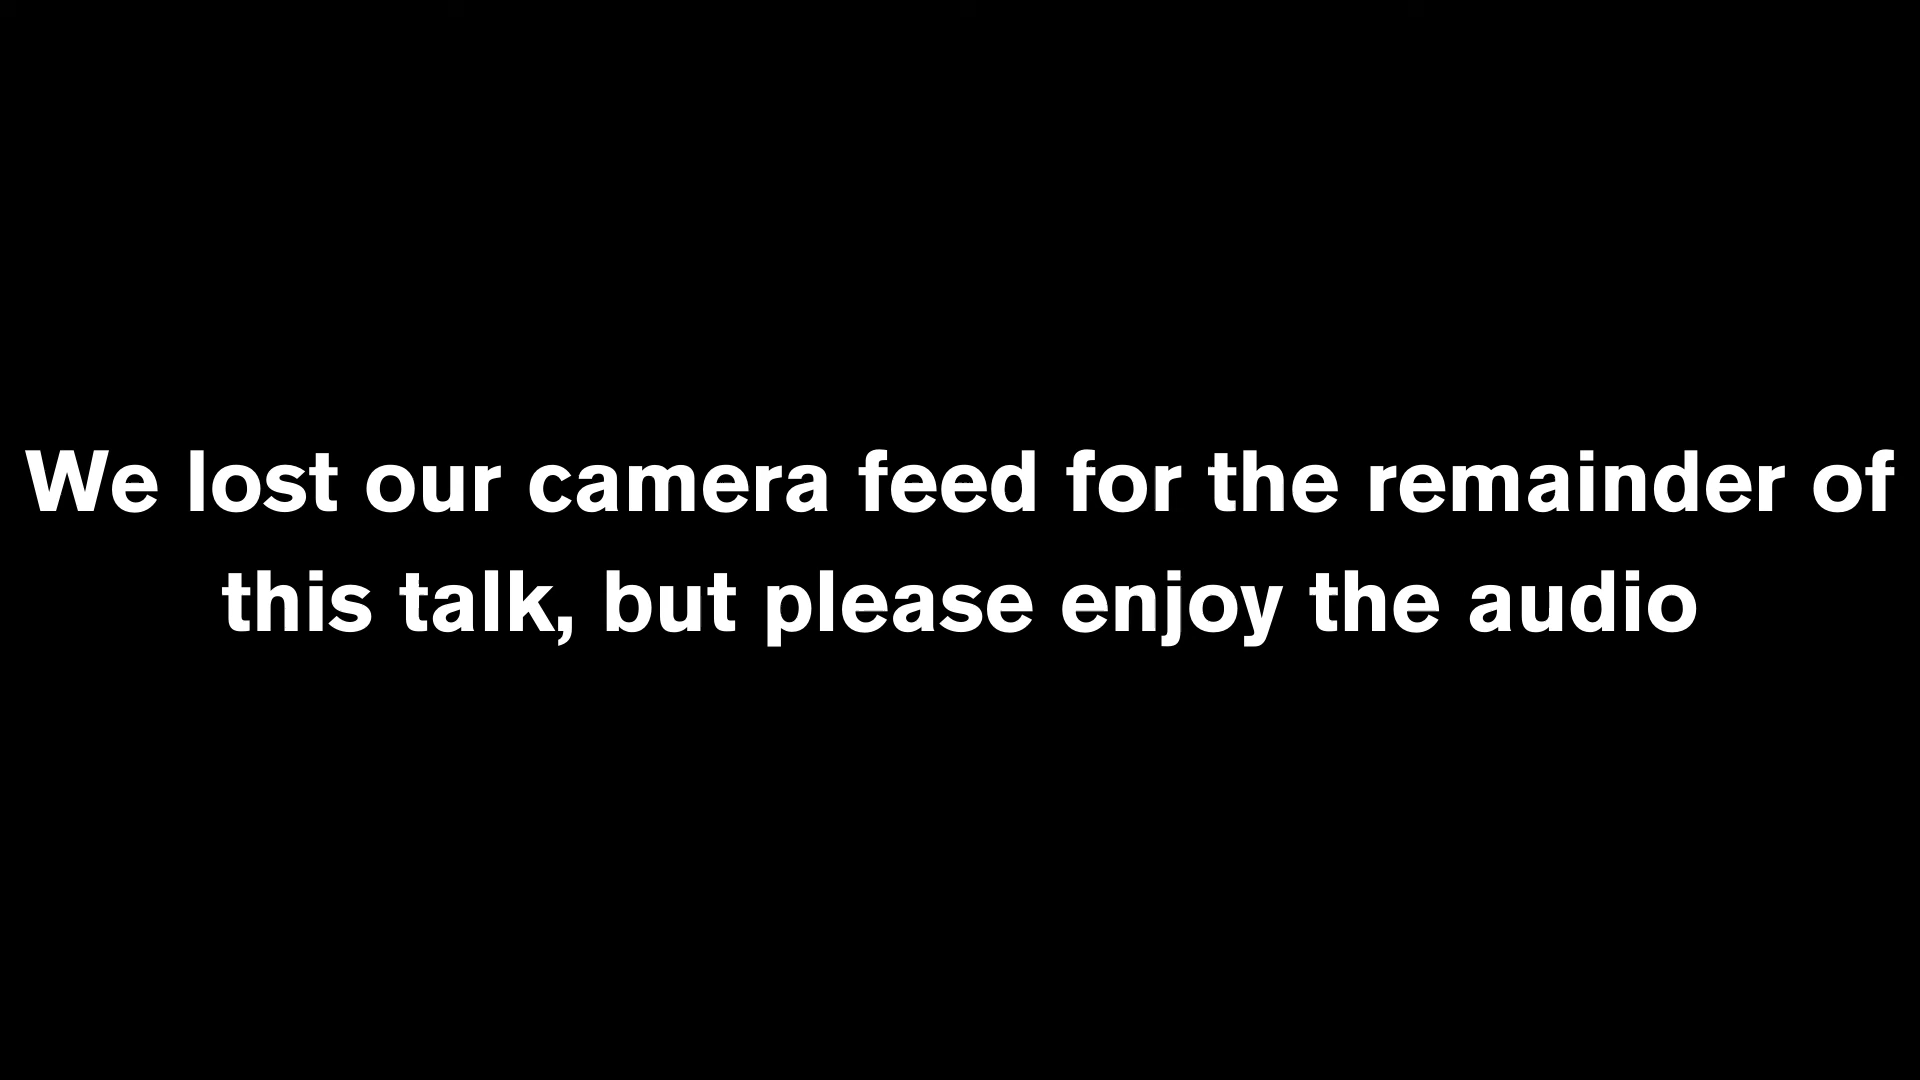 We lost our camera feed for the remainder of
this talk, but please enjoy the audio